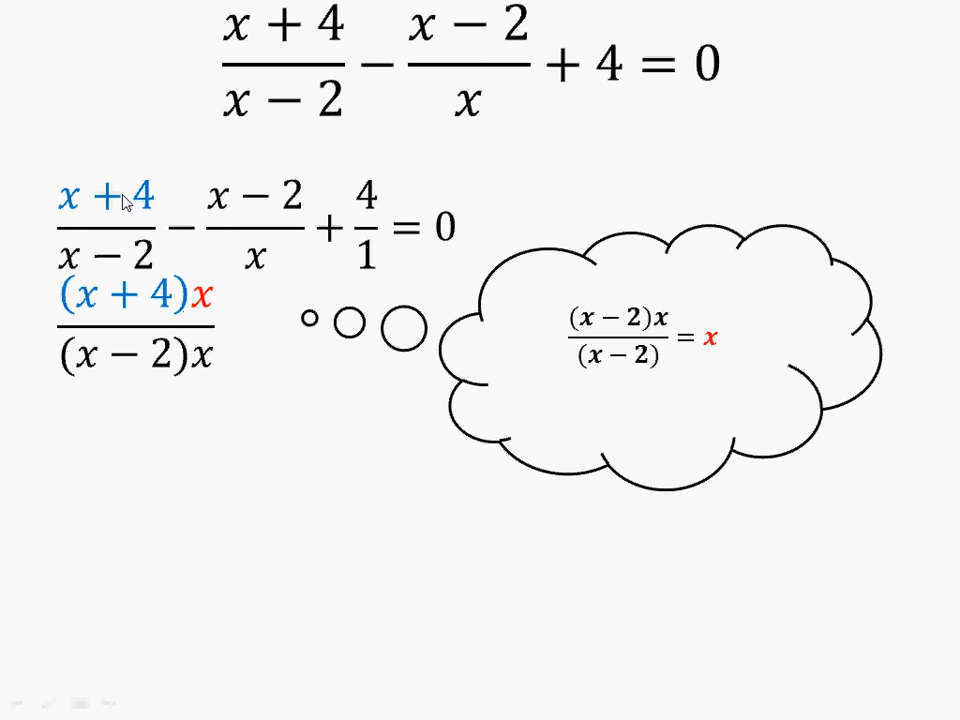 (x + 4)/(x − 2) − (x − 2)/x + 4 = 0
(x + 4)/(x − 2) − (x − 2)/x + 4/1 = 0
((x + 4)x)/((x − 2)x)
((x − 2)x)/((x − 2)) = x